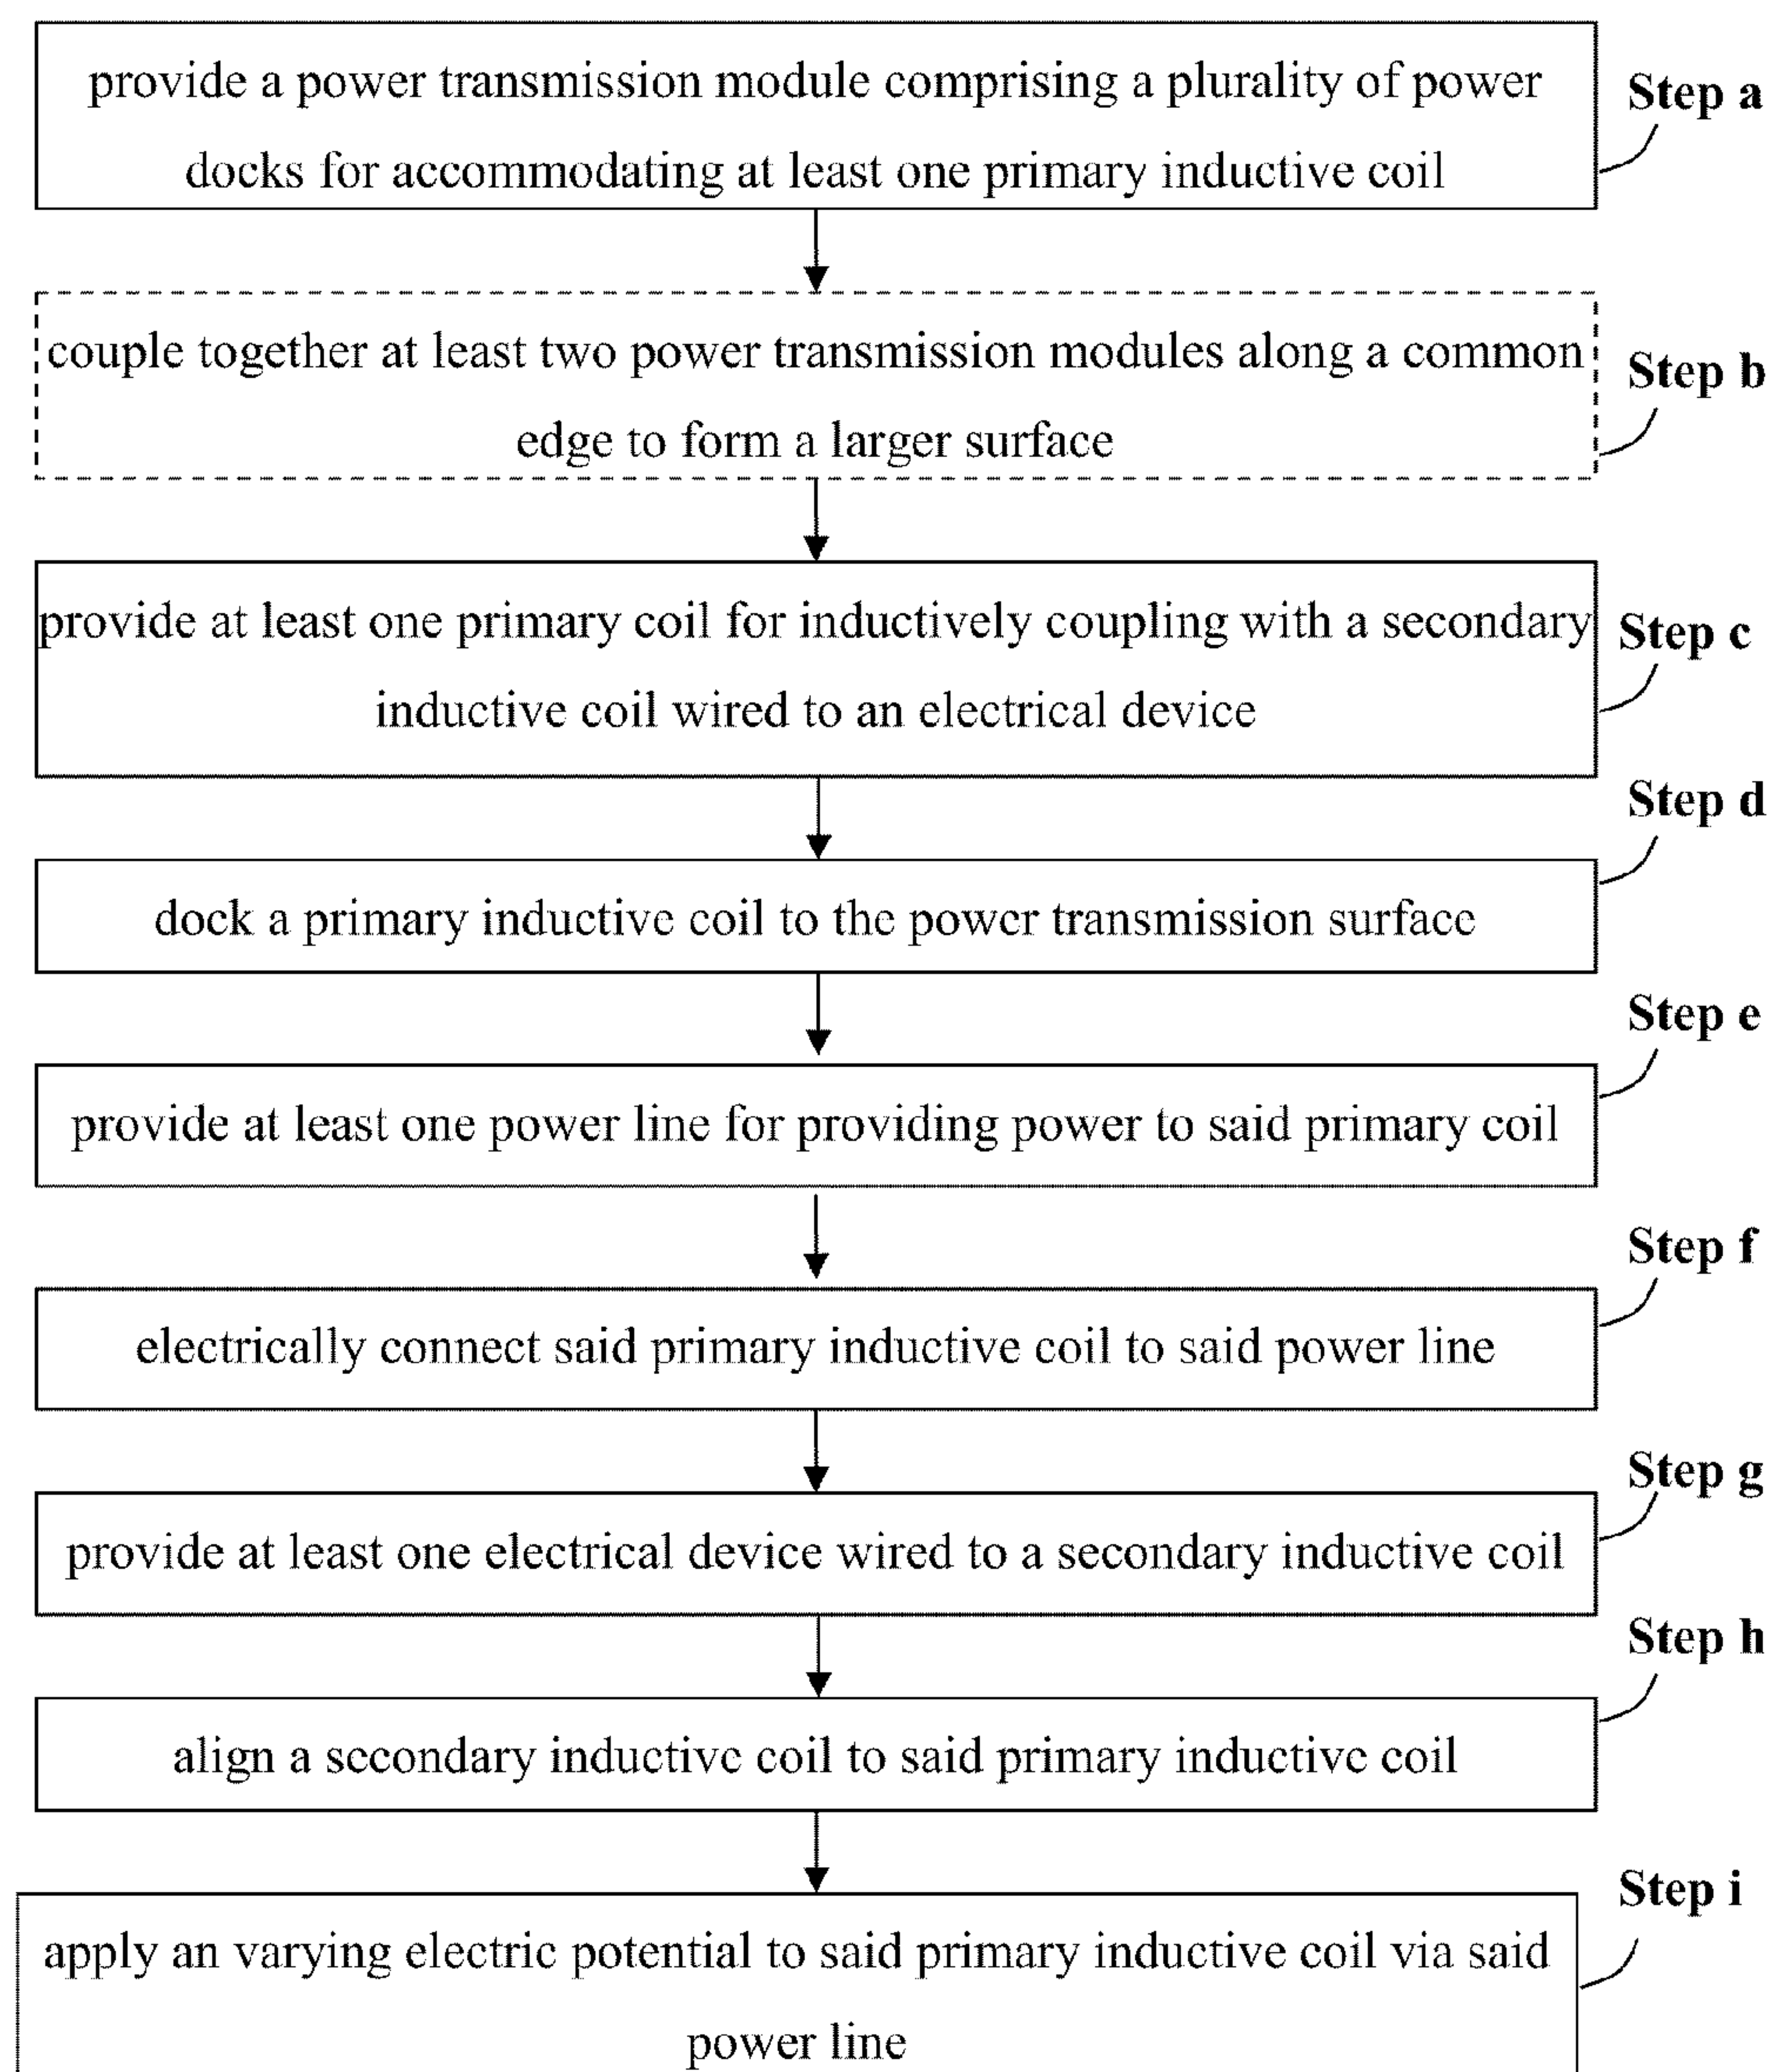 provide a power transmission module comprising a plurality of power
docks for accommodating at least one primary inductive coil
Step a
couple together at least two power transmission modules along a common
edge to form a larger surface
Step b
provide at least one primary coil for inductively coupling with a secondary
inductive coil wired to an electrical device
Step c
Step d
dock a primary inductive coil to the power transmission surface
Step e
provide at least one power line for providing power to said primary coil
Step f
electrically connect said primary inductive coil to said power line
Step g
provide at least one electrical device wired to a secondary inductive coil
Step h
align a secondary inductive coil to said primary inductive coil
Step i
apply an varying electric potential to said primary inductive coil via said
power line